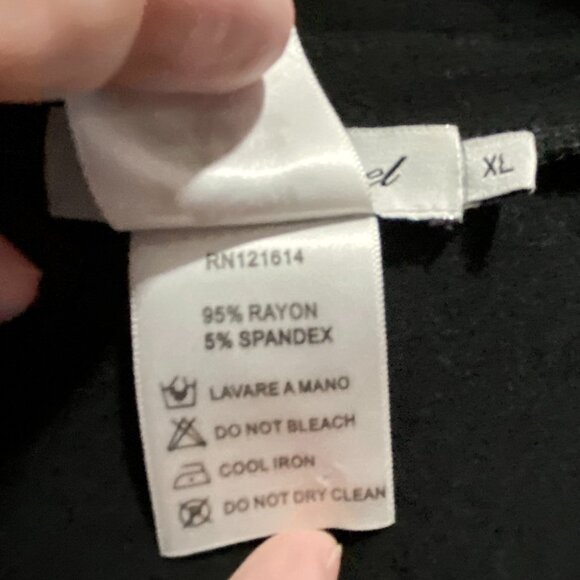 XL
RN121614
95% RAYON
5% SPANDEX
LAVARE A MANO
DO NOT BLEACH
COOL IRON
DO NOT DRY CLEAN